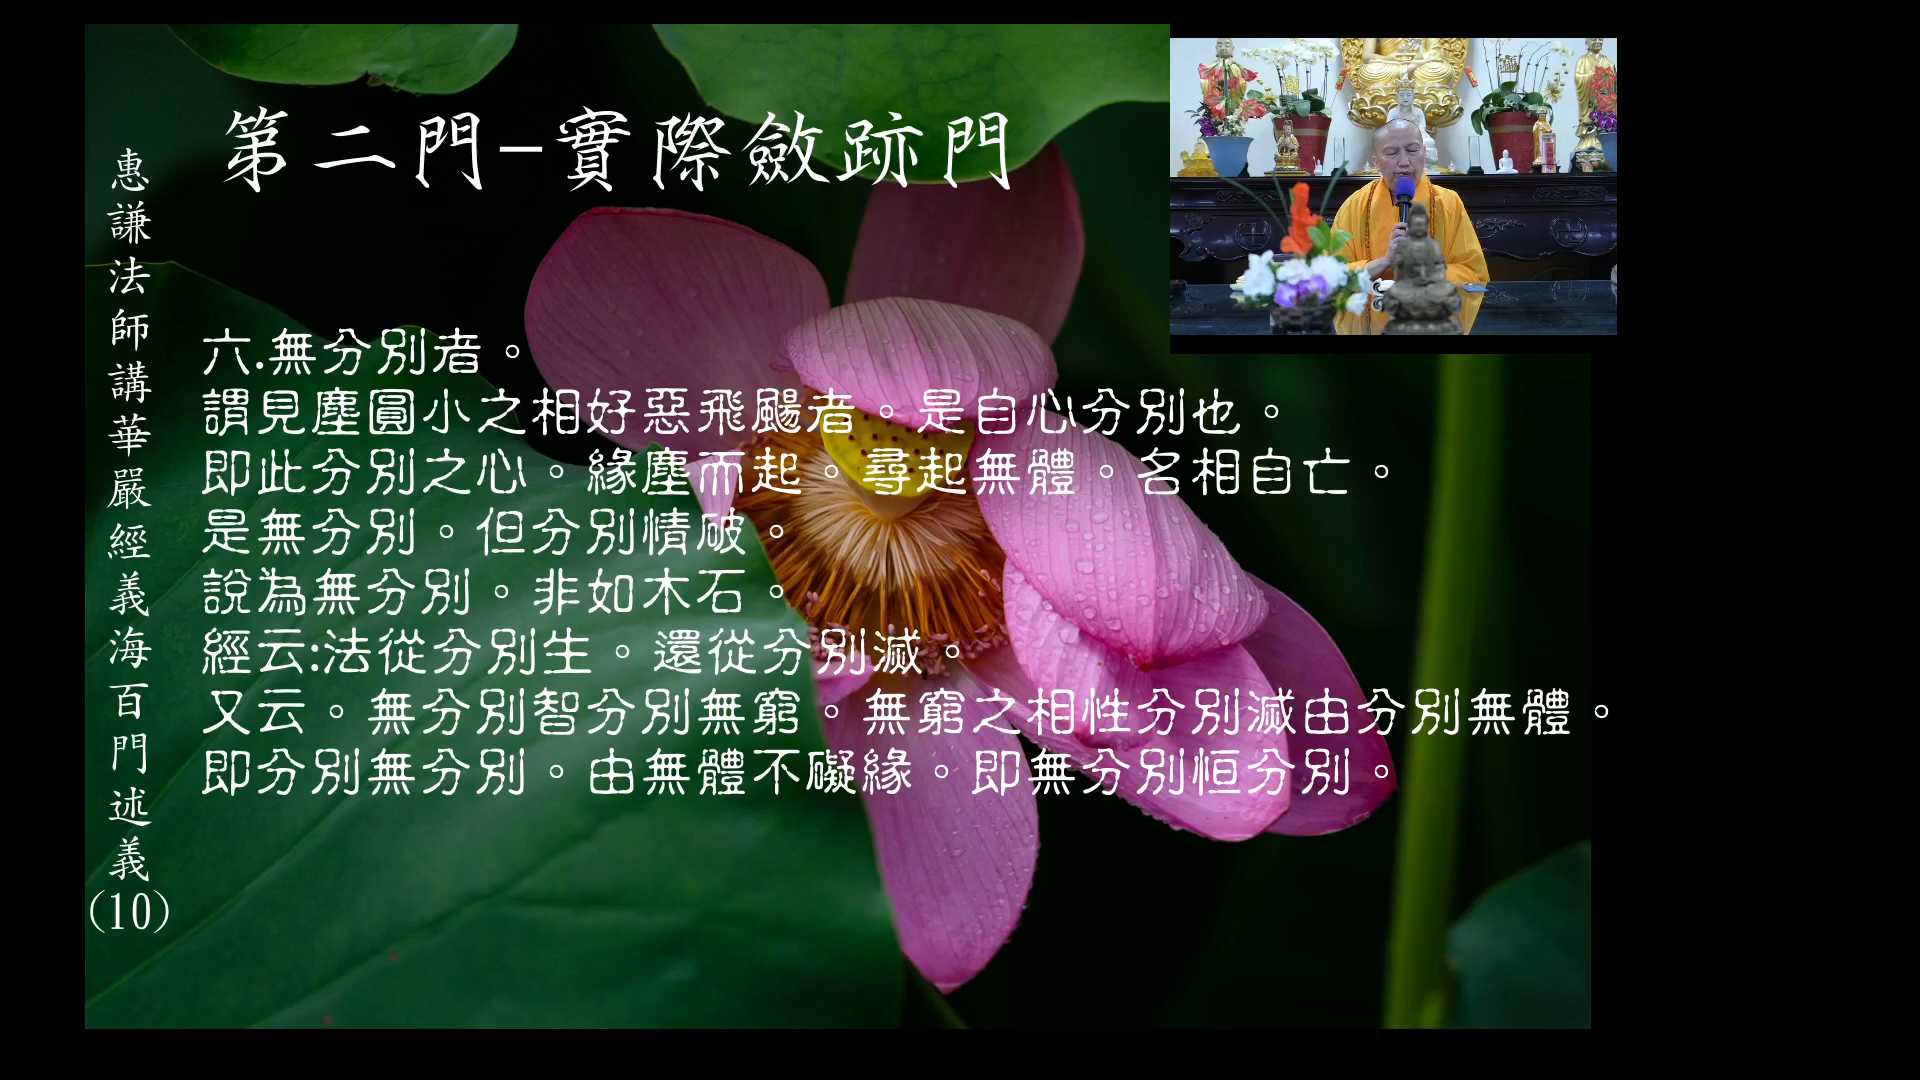 第二門-實際斂跡門
惠謙法師講華嚴經義海百門述義(10)
六.無分別者。
謂見塵圓小之相好惡飛颺者。是自心分別也。
即此分別之心。緣塵而起。尋起無體。名相自亡。
是無分別。但分別情破。
說為無分別。非如木石。
經云:法從分別生。還從分別滅。
又云。無分別智分別無窮。無窮之相性分別滅由分別無體。
即分別無分別。由無體不礙緣。即無分別恒分別。